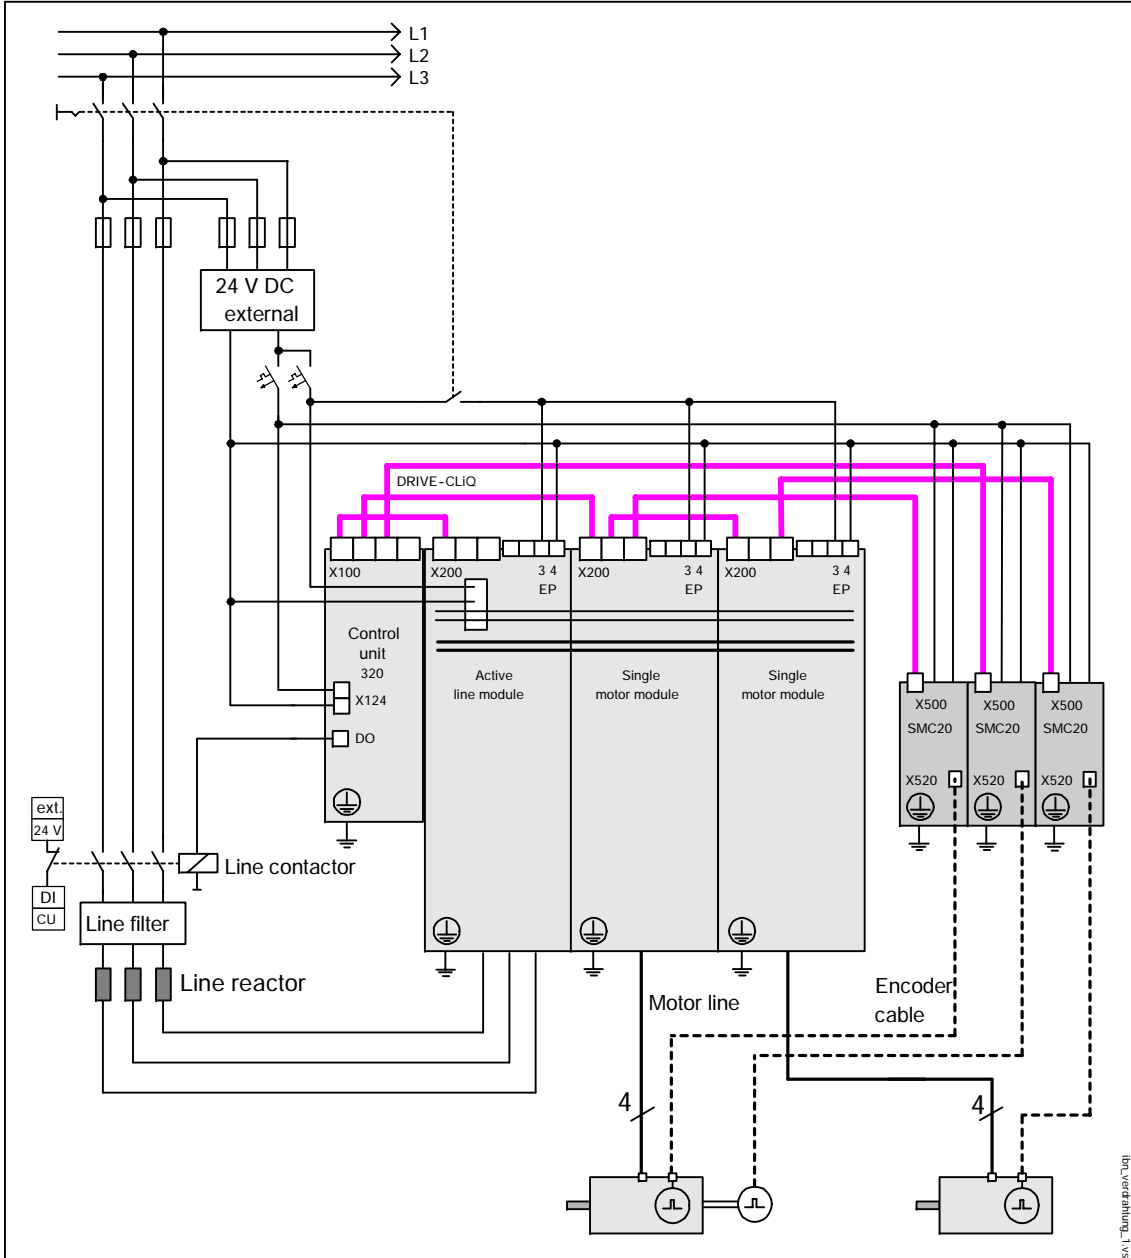 L1
L2
L3
24 V DC
external
DRIVE-CLiQ
X100
X200
3 4
EP
X200
3 4
EP
X200
3 4
EP
Control
unit
320
X124
DO
Active
line module
Single
motor module
Single
motor module
X500
SMC20
X520
X500
SMC20
X520
X500
SMC20
X520
ext.
24 V
DI
CU
Line contactor
Line filter
Line reactor
Motor line
Encoder
cable
4
4
ibn_verdrahtung_1.vs